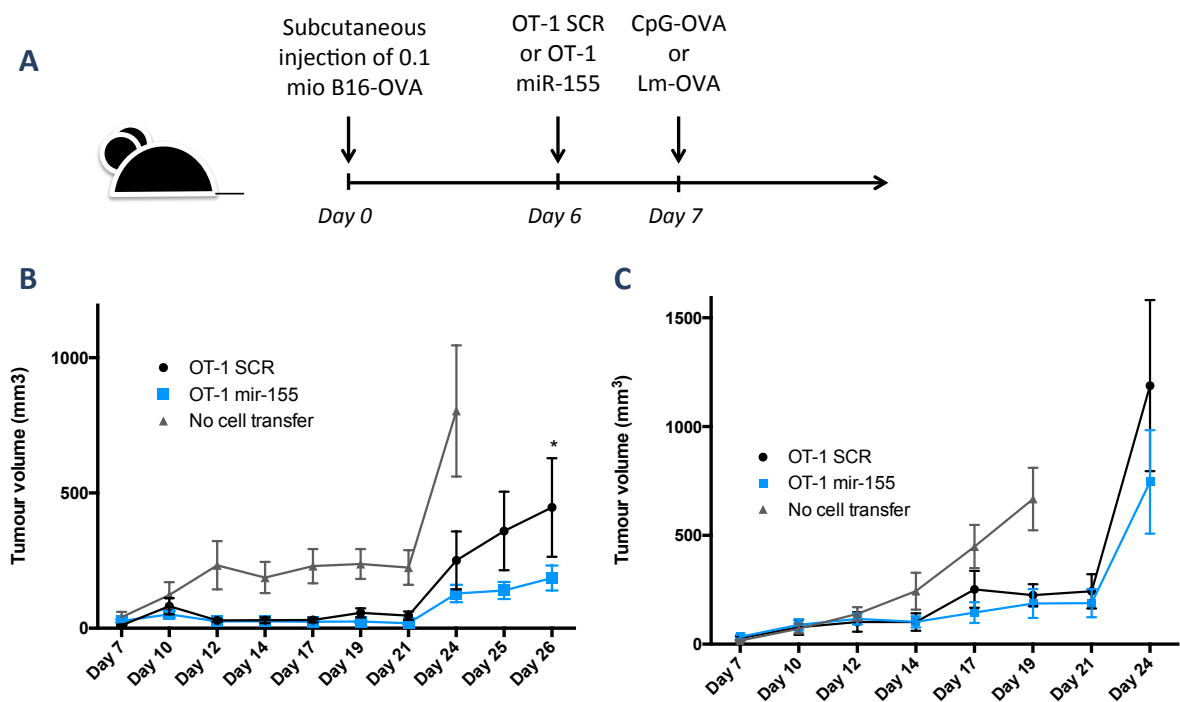 A
Subcutaneous
injection of 0.1
mio B16-OVA
OT-1 SCR
or OT-1
miR-155
CpG-OVA
or
Lm-OVA
Day 0
Day 6
Day 7
B
Tumour volume (mm3)
1000
500
0
OT-1 SCR
OT-1 mir-155
No cell transfer
*
Day 7
Day 10
Day 12
Day 14
Day 17
Day 19
Day 21
Day 24
Day 25
Day 26
C
Tumour volume (mm³)
1500
1000
500
0
OT-1 SCR
OT-1 mir-155
No cell transfer
Day 7
Day 10
Day 12
Day 14
Day 17
Day 19
Day 21
Day 24